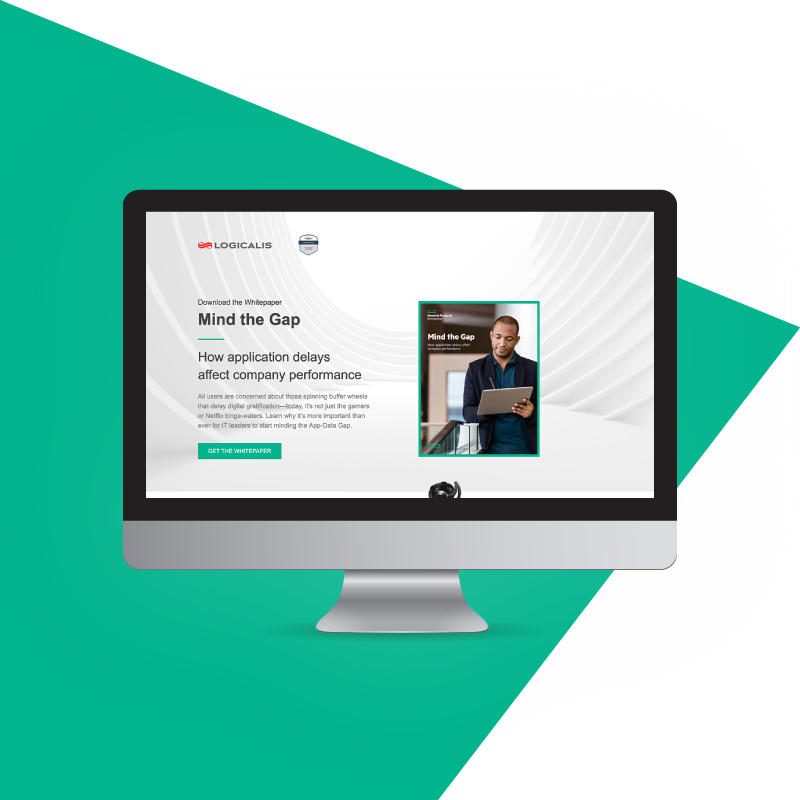 LOGICALIS
Download the Whitepaper
Mind the Gap
How application delays
affect company performance
All users are concerned about those spinning buffer wheels
that delay digital gratification—today, it's not just the gamers
or Netflix binge-waters. Learn why it's more important than
ever for IT leaders to start minding the App-Data Gap.
GET THE WHITEPAPER
Hewlett Packard
Enterprise
Mind the Gap
How application delays affect
company performance